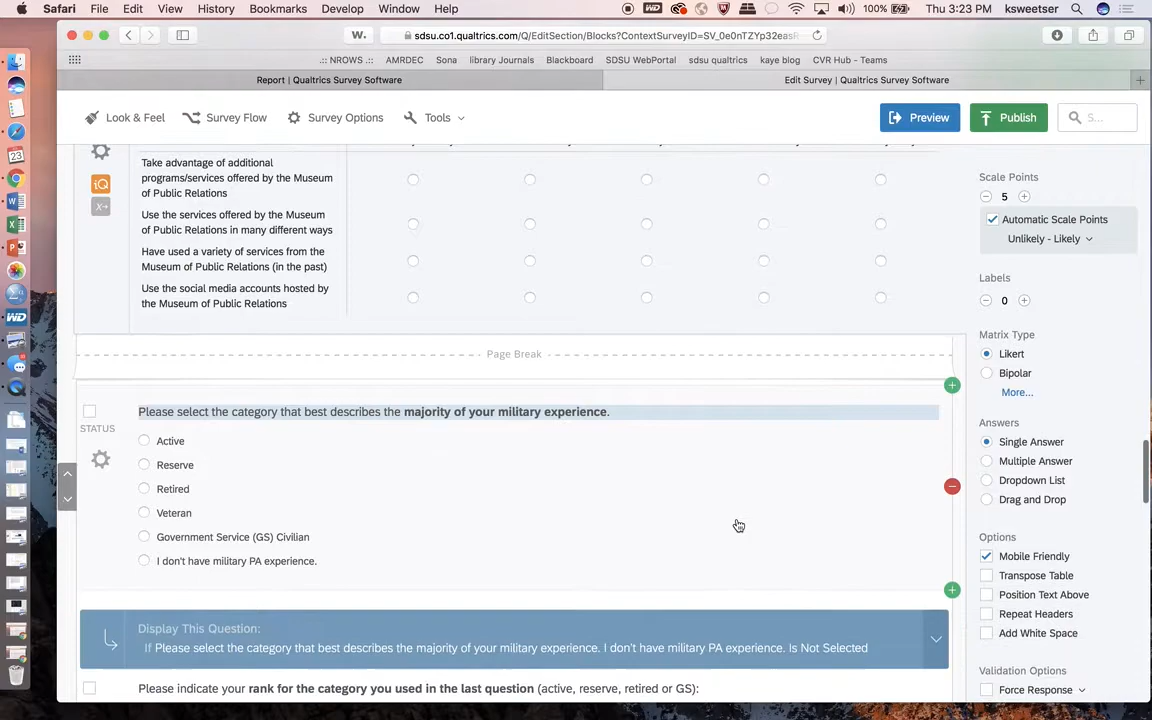 Safari File Edit View History Bookmarks Develop Window Help WD 100% Thu 3:23 PM ksweetser
W. sdsu.co1.qualtrics.com/Q/EditSection/Blocks?ContextSurveyID=SV_0e0nTZYp32eas
.:: NROWS .:: AMRDEC Sona library Journals Blackboard SDSU WebPortal sdsu qualtrics kaye blog CVR Hub - Teams
Report | Qualtrics Survey Software Edit Survey | Qualtrics Survey Software
Look & Feel Survey Flow Survey Options Tools Preview Publish S...
Take advantage of additional
programs/services offered by the Museum
of Public Relations
iQ
Use the services offered by the Museum
of Public Relations in many different ways
Have used a variety of services from the
Museum of Public Relations (in the past)
Use the social media accounts hosted by
the Museum of Public Relations
Page Break
Please select the category that best describes the majority of your military experience.
STATUS
Active
Reserve
Retired
Veteran
Government Service (GS) Civilian
I don't have military PA experience.
Display This Question:
If Please select the category that best describes the majority of your military experience. I don't have military PA experience. Is Not Selected
Please indicate your rank for the category you used in the last question (active, reserve, retired or GS):
Scale Points
5
Automatic Scale Points
Unlikely - Likely
Labels
0
Matrix Type
Likert
Bipolar
More...
Answers
Single Answer
Multiple Answer
Dropdown List
Drag and Drop
Options
Mobile Friendly
Transpose Table
Position Text Above
Repeat Headers
Add White Space
Validation Options
Force Response
23
WD